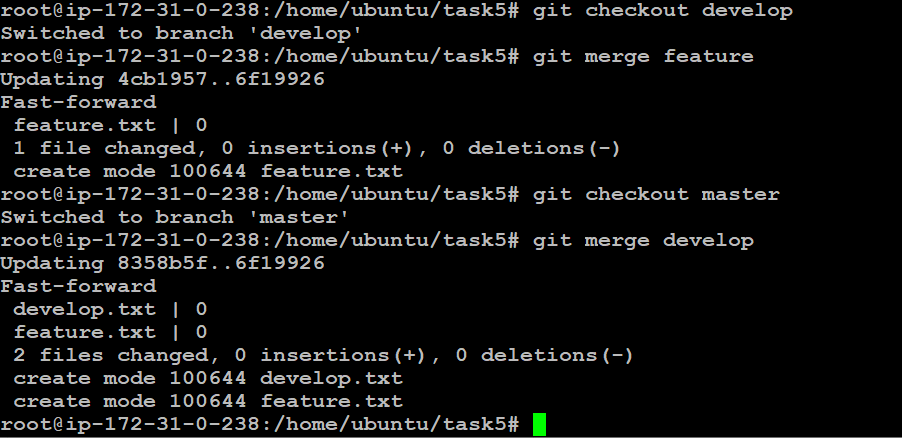 root@ip-172-31-0-238:/home/ubuntu/task5# git checkout develop
Switched to branch 'develop'
root@ip-172-31-0-238:/home/ubuntu/task5# git merge feature
Updating 4cb1957..6f19926
Fast-forward
 feature.txt | 0
 1 file changed, 0 insertions(+), 0 deletions(-)
 create mode 100644 feature.txt
root@ip-172-31-0-238:/home/ubuntu/task5# git checkout master
Switched to branch 'master'
root@ip-172-31-0-238:/home/ubuntu/task5# git merge develop
Updating 8358b5f..6f19926
Fast-forward
 develop.txt | 0
 feature.txt | 0
 2 files changed, 0 insertions(+), 0 deletions(-)
 create mode 100644 develop.txt
 create mode 100644 feature.txt
root@ip-172-31-0-238:/home/ubuntu/task5#